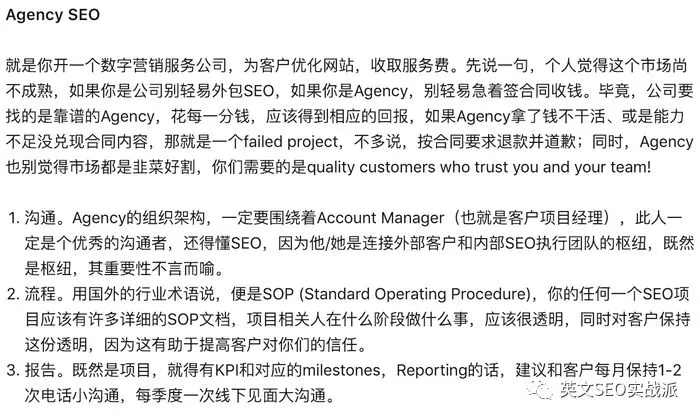 Agency SEO
就是你开一个数字营销服务公司，为客户优化网站，收取服务费。先说一句，个人觉得这个市场尚
不成熟，如果你是公司别轻易外包SEO，如果你是Agency，别轻易急着签合同收钱。毕竟，公司要
找的是靠谱的Agency，花每一分钱，应该得到相应的回报，如果Agency拿了钱不干活、或是能力
不足没兑现合同内容，那就是一个failed project，不多说，按合同要求退款并道歉；同时，Agency
也别觉得市场都是韭菜好割，你们需要的是quality customers who trust you and your team!
1. 沟通。Agency的组织架构，一定要围绕着Account Manager（也就是客户项目经理），此人一
定是个优秀的沟通者，还得懂SEO，因为他/她是连接外部客户和内部SEO执行团队的枢纽，既然
是枢纽，其重要性不言而喻。
2. 流程。用国外的行业术语说，便是SOP (Standard Operating Procedure)，你的任何一个SEO项
目应该有许多详细的SOP文档，项目相关人在什么阶段做什么事，应该很透明，同时对客户保持
这份透明，因为这有助于提高客户对你们的信任。
3. 报告。既然是项目，就得有KPI和对应的milestones，Reporting的话，建议和客户每月保持1-2
次电话小沟通，每季度一次线下见面大沟通。
英文SEO实战派